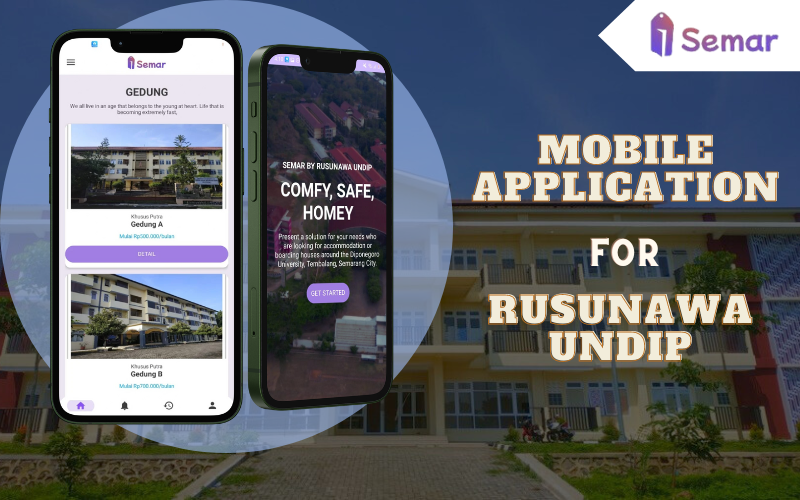 Semar
MOBILE
APPLICATION
FOR
RUSUNAWA
UNDIP
Semar
GEDUNG
We all live in an age that belongs to the young at heart. Life that is
becoming extremely fast,
Khusus Putra
Gedung A
Mulai Rp500.000/bulan
DETAIL
Khusus Putra
Gedung B
Mulai Rp700.000/bulan
SEMAR BY RUSUNAWA UNDIP
COMFY, SAFE,
HOMEY
Present a solution for your needs who
are looking for accommodation or
boarding houses around the Diponegoro
University, Tembalang, Semarang City.
GET STARTED